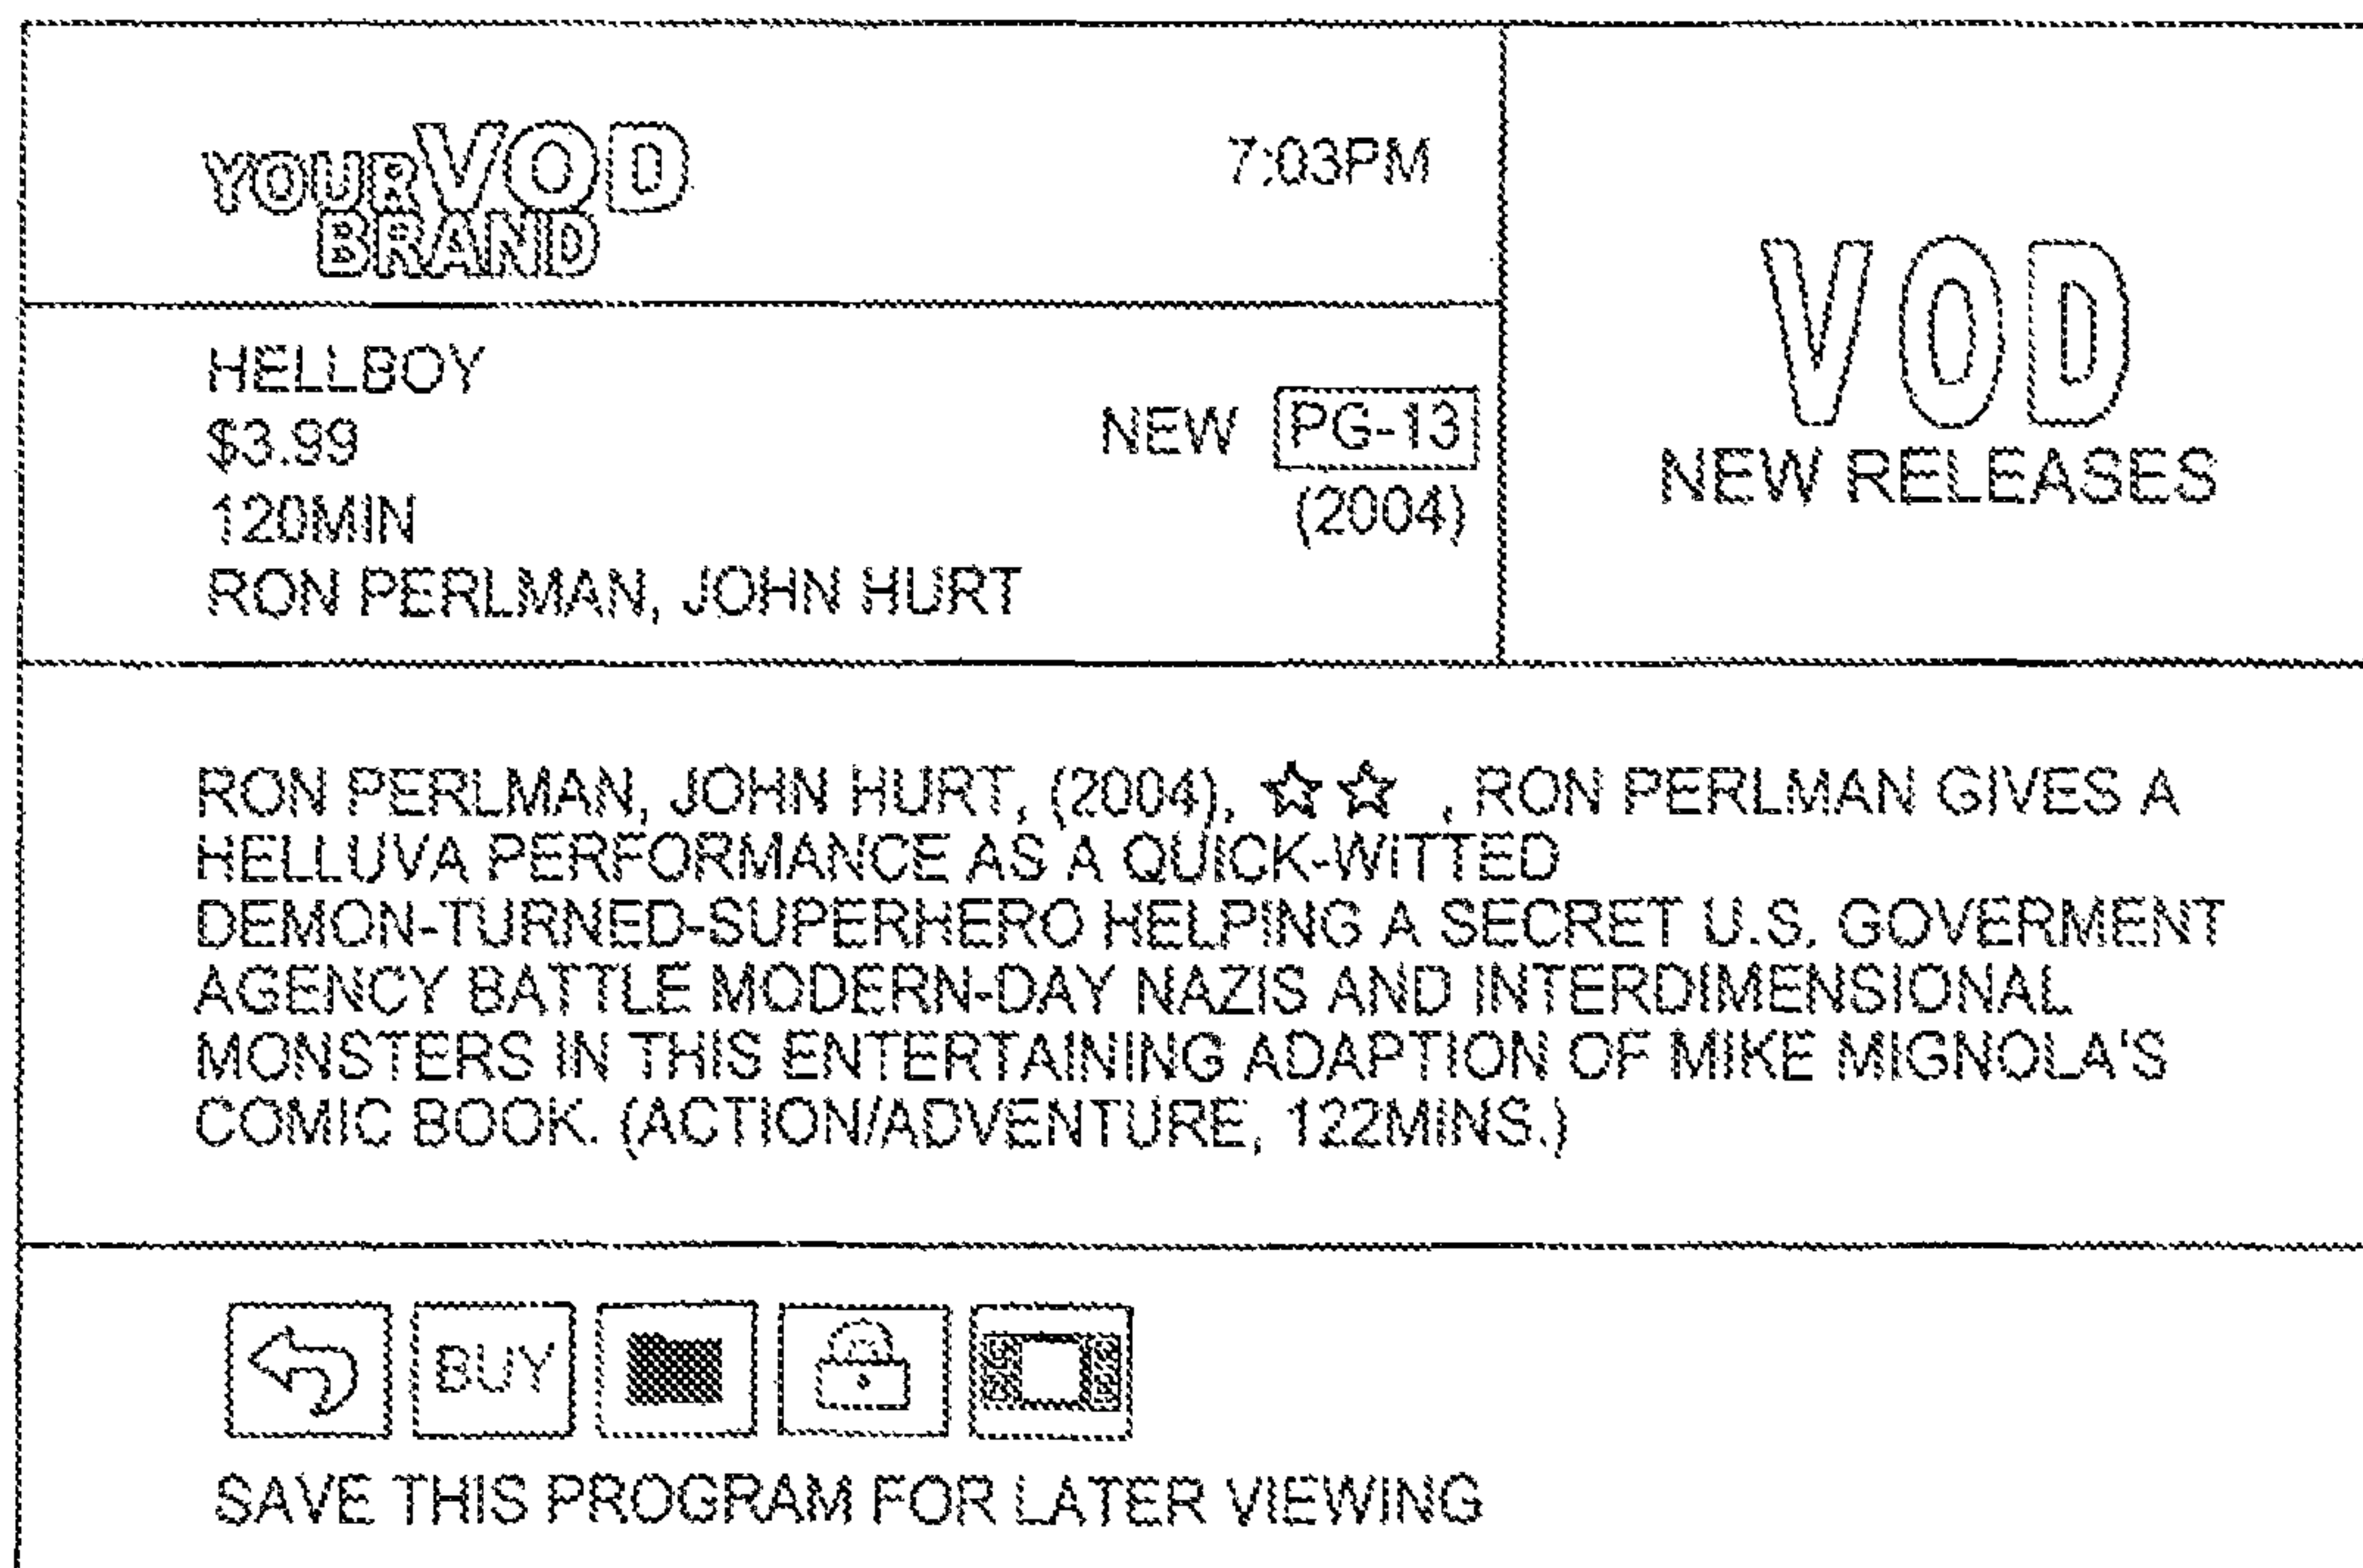 YOUR VOD
BRAND
7:03PM
VOD
NEW RELEASES
HELLBOY
$3.99
NEW PG-13
120MIN
(2004)
RON PERLMAN, JOHN HURT
RON PERLMAN, JOHN HURT, (2004), ☆☆ , RON PERLMAN GIVES A
HELLUVA PERFORMANCE AS A QUICK-WITTED
DEMON-TURNED-SUPERHERO HELPING A SECRET U.S. GOVERMENT
AGENCY BATTLE MODERN-DAY NAZIS AND INTERDIMENSIONAL
MONSTERS IN THIS ENTERTAINING ADAPTION OF MIKE MIGNOLA'S
COMIC BOOK. (ACTION/ADVENTURE, 122MINS.)
BUY
SAVE THIS PROGRAM FOR LATER VIEWING